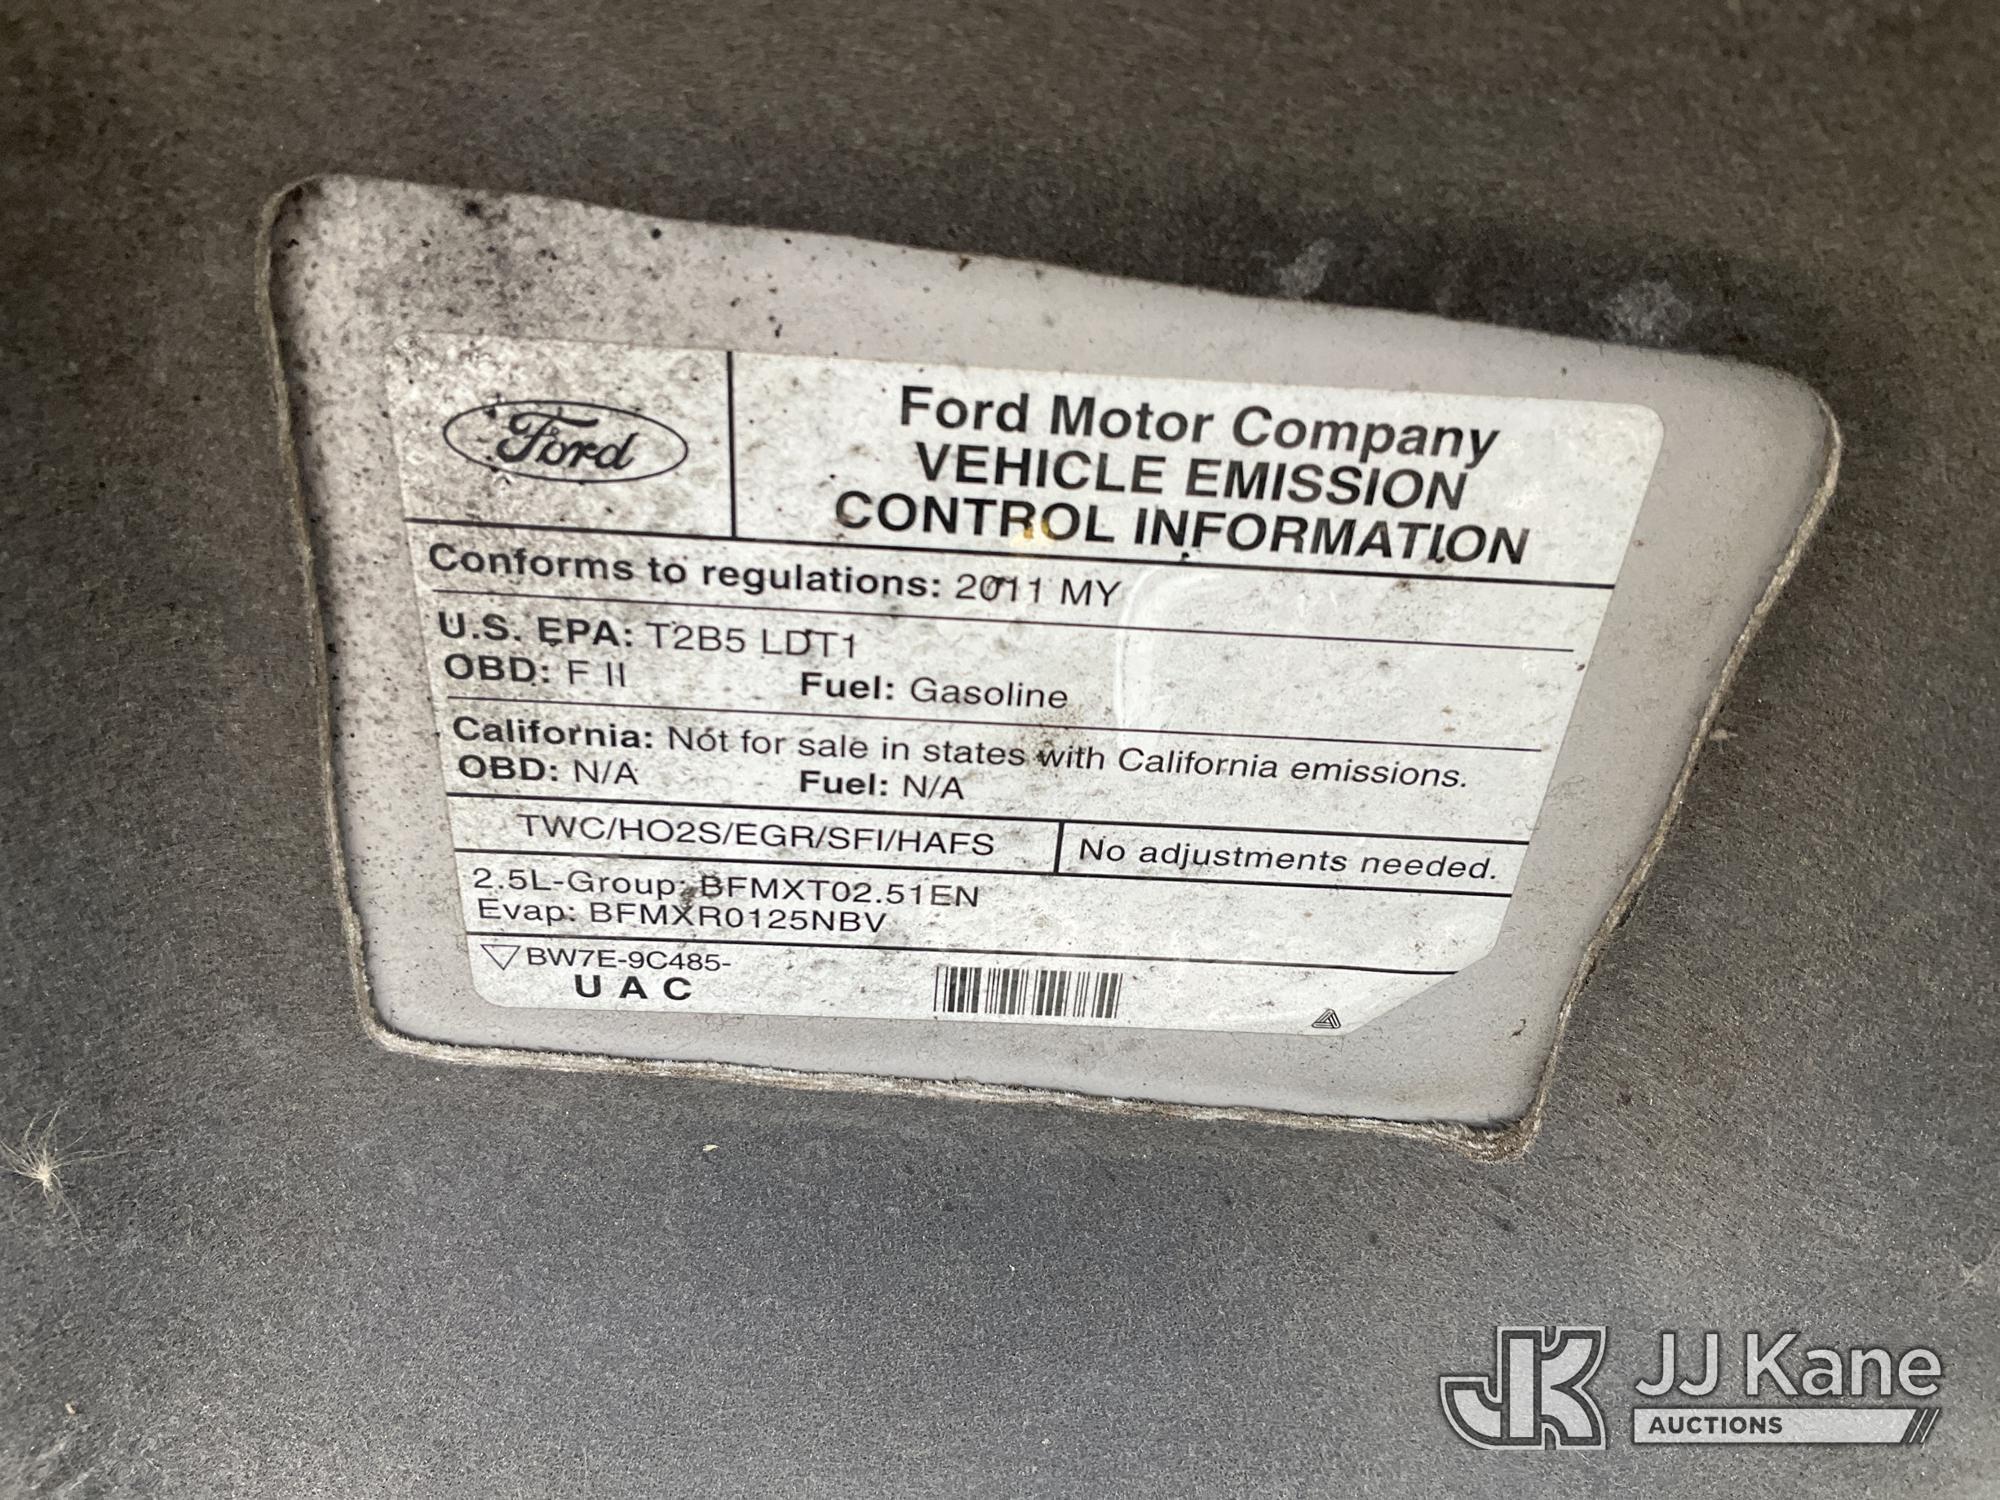 Ford
Ford Motor Company
VEHICLE EMISSION
CONTROL INFORMATION
Conforms to regulations: 2011 MY
U.S. EPA: T2B5 LDT1
OBD: F II Fuel: Gasoline
California: Not for sale in states with California emissions.
OBD: N/A Fuel: N/A
TWC/HO2S/EGR/SFI/HAFS No adjustments needed.
2.5L-Group: BFMXT02.51EN
Evap: BFMXR0125NBV
BW7E-9C485-
U A C
JK JJ Kane
AUCTIONS